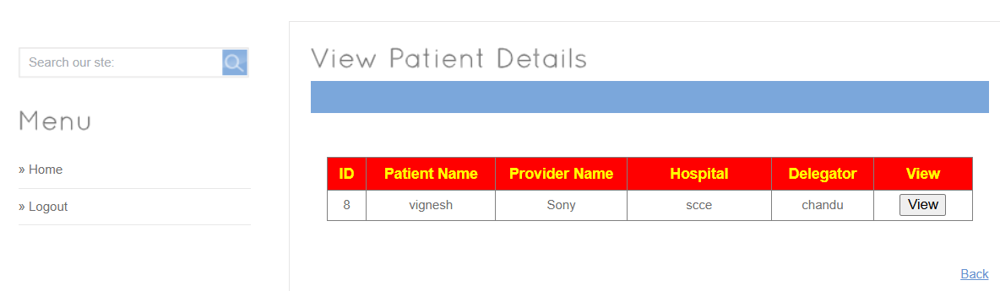 Search our ste:
Menu
» Home
» Logout
View Patient Details
ID Patient Name Provider Name Hospital Delegator View
8 vignesh Sony scce chandu View
Back